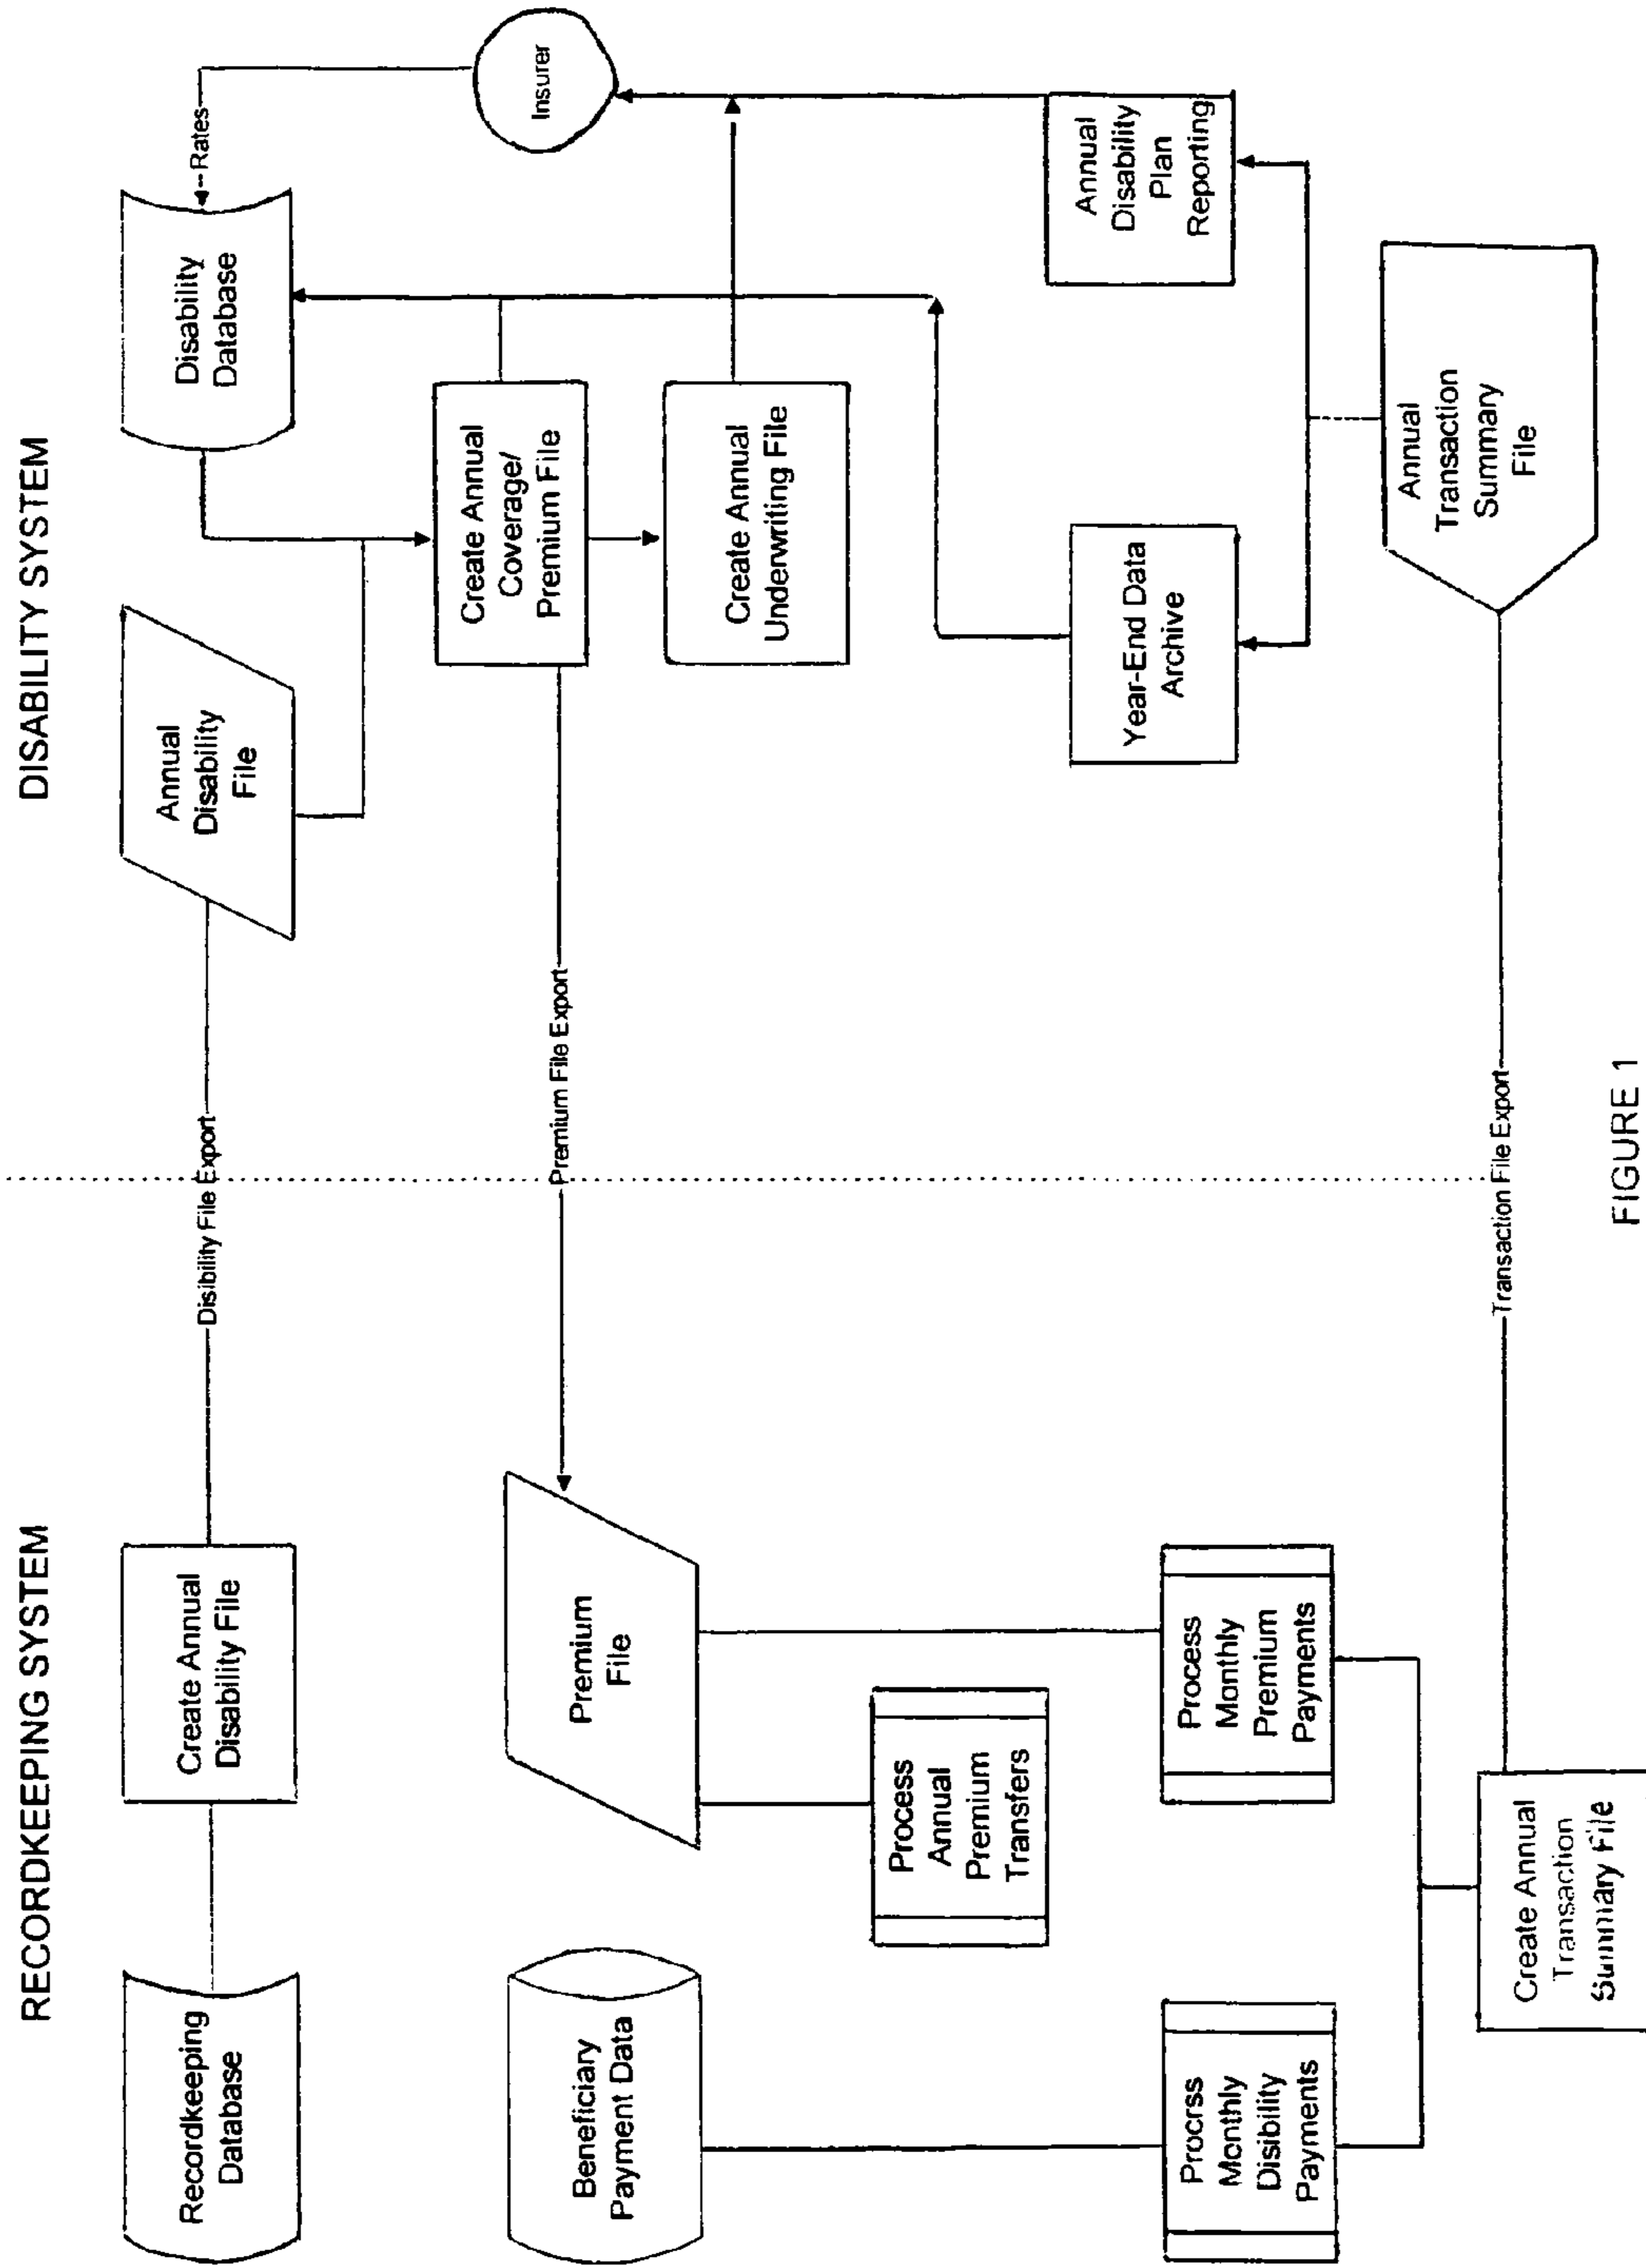 RECORDKEEPING SYSTEM
DISABILITY SYSTEM
Recordkeeping
Database
Create Annual
Disability File
Disibility File Export
Annual
Disability
File
Disability
Database
Rates
Beneficiary
Payment Data
Premium
File
Premium File Export
Create Annual
Coverage/
Premium File
Insurer
Create Annual
Underwriting File
Process
Annual
Premium
Transfers
Procrss
Monthly
Disibility
Payments
Process
Monthly
Premium
Payments
Year-End Data
Archive
Annual
Disability
Plan
Reporting
Create Annual
Transaction
Summary File
Transaction File Export
Annual
Transaction
Summary
File
FIGURE 1